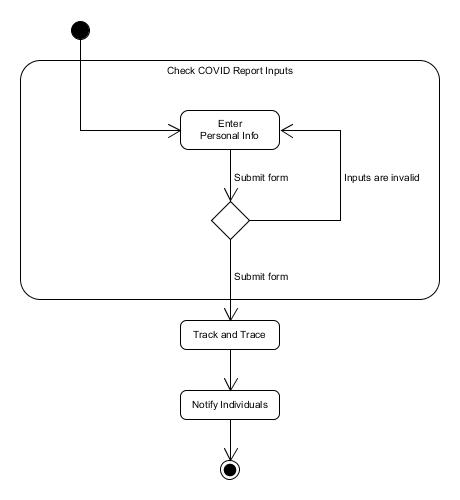 Check COVID Report Inputs
Enter
Personal Info
Submit form
Inputs are invalid
Submit form
Track and Trace
Notify Individuals